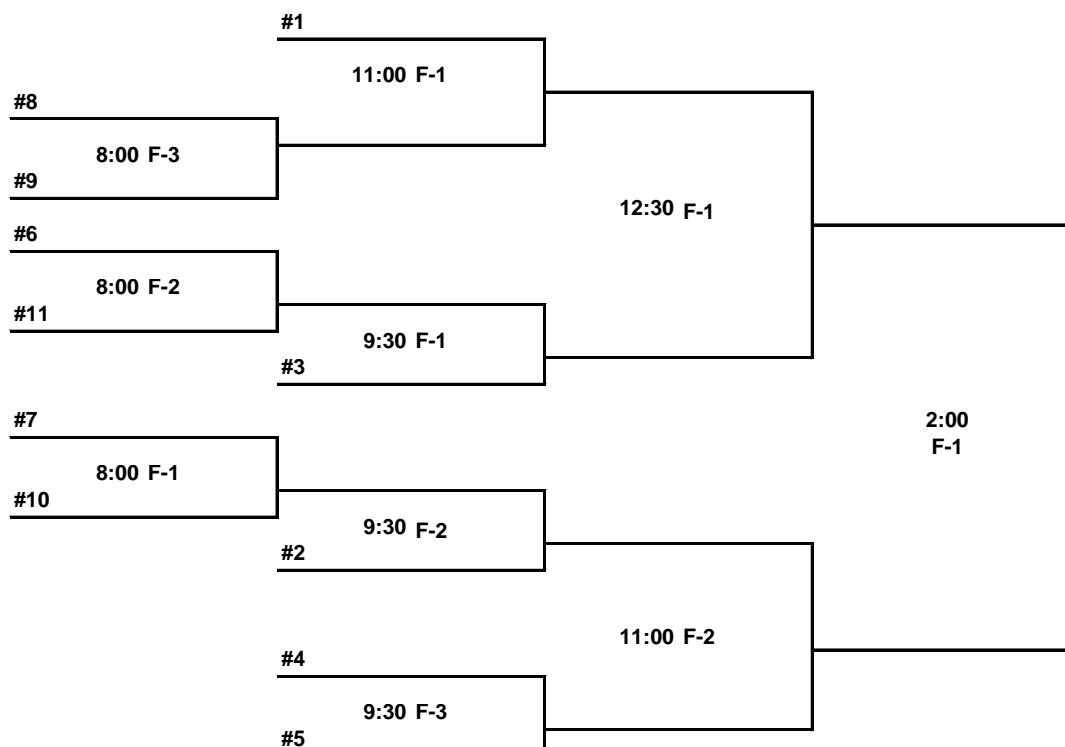 #1
11:00 F-1
#8
8:00 F-3
#9
12:30 F-1
#6
8:00 F-2
#11
9:30 F-1
#3
#7
2:00
F-1
8:00 F-1
#10
9:30 F-2
#2
11:00 F-2
#4
9:30 F-3
#5